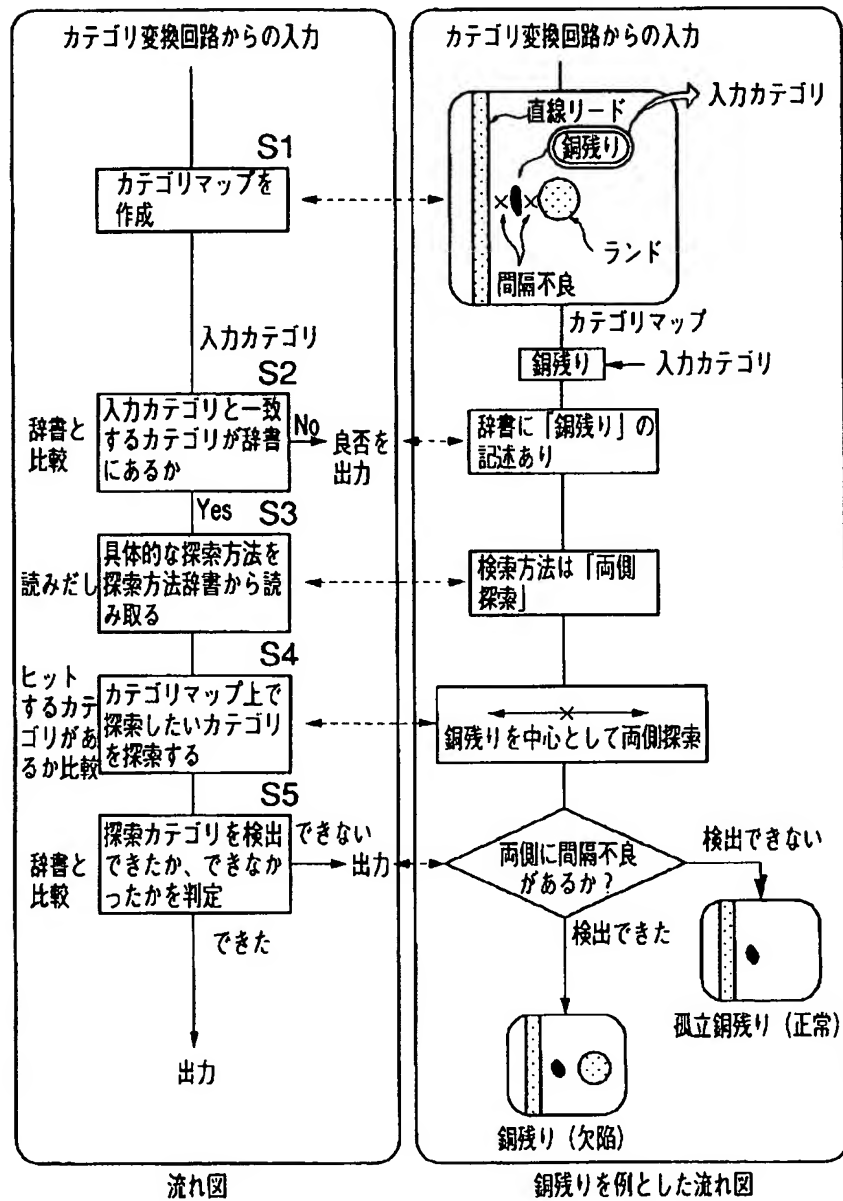 カテゴリ変換回路からの入力
S1
カテゴリマップを
作成
入力カテゴリ
S2
辞書と
比較
入力カテゴリと一致
するカテゴリが辞書
にあるか
No
良否を
出力
Yes
S3
読みだし
具体的な探索方法を
探索方法辞書から読
み取る
S4
ヒット
するカテ
ゴリがあ
るか比較
カテゴリマップ上で
探索したいカテゴリ
を探索する
S5
辞書と
比較
探索カテゴリを検出
できたか、できなか
ったかを判定
できない
出力
できた
出力
流れ図
カテゴリ変換回路からの入力
直線リード
入力カテゴリ
銅残り
ランド
間隔不良
カテゴリマップ
銅残り
入力カテゴリ
辞書に「銅残り」の
記述あり
検索方法は「両側
探索」
銅残りを中心として両側探索
両側に間隔不良
があるか?
検出できない
検出できた
孤立銅残り(正常)
銅残り(欠陥)
銅残りを例とした流れ図